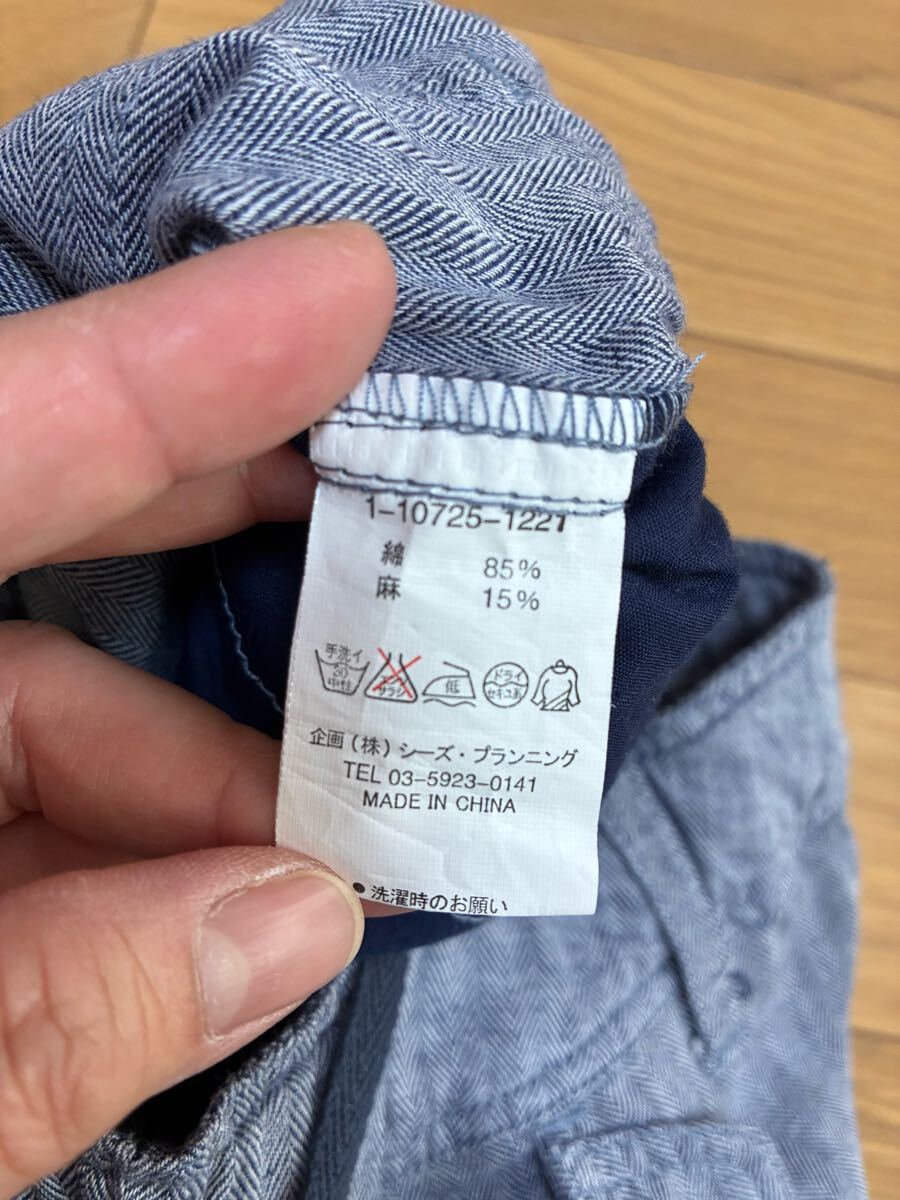 1-10725-1221
綿 85%
麻 15%
手洗イ 30 中性 エンソ サラシ 低 ドライ セキユ系
企画(株)シーズ・プランニング
TEL 03-5923-0141
MADE IN CHINA
●洗濯時のお願い